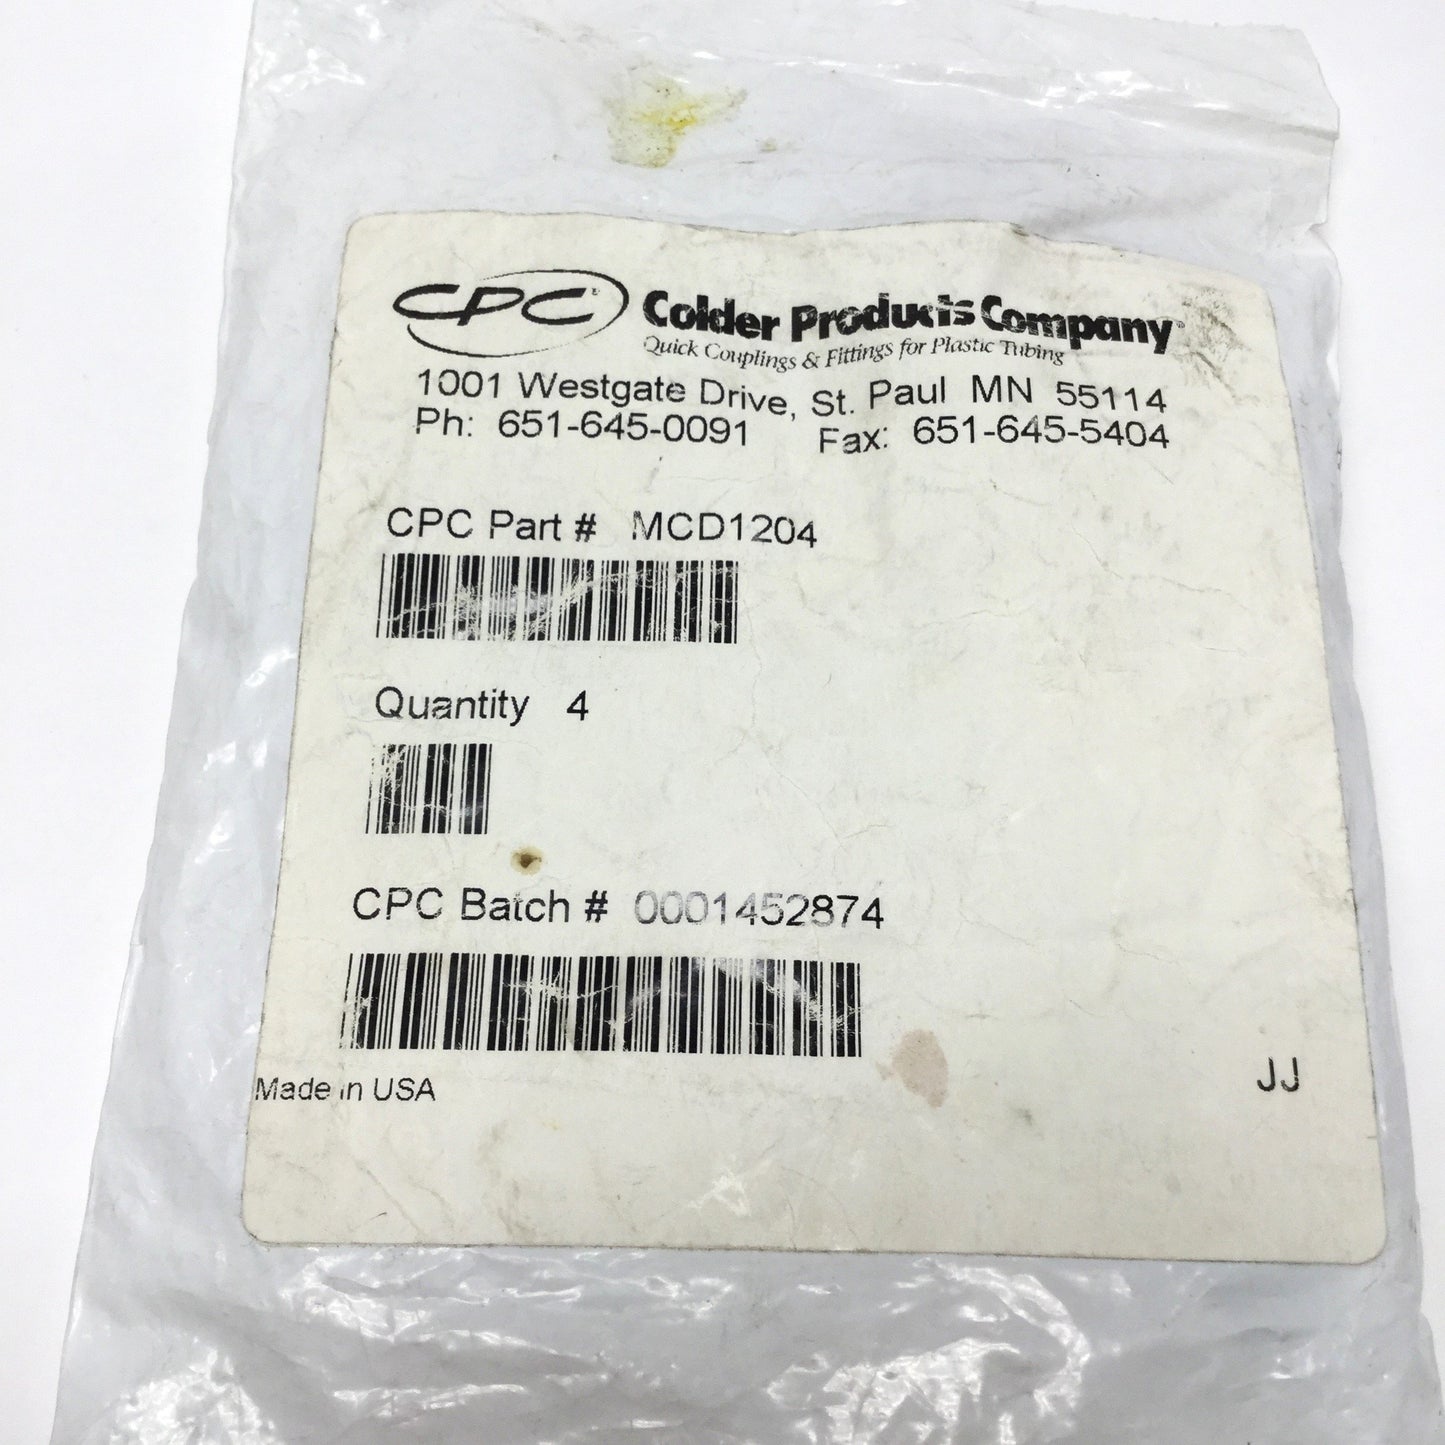 CPC® Colder Products Company
Quick Couplings & Fittings for Plastic Tubing
1001 Westgate Drive, St. Paul MN 55114
Ph: 651-645-0091 Fax: 651-645-5404
CPC Part # MCD1204
Quantity 4
CPC Batch # 0001452874
Made in USA JJ